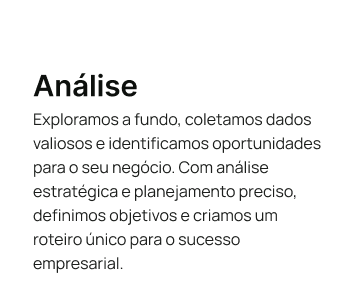 Análise
Exploramos a fundo, coletamos dados
valiosos e identificamos oportunidades
para o seu negócio. Com análise
estratégica e planejamento preciso,
definimos objetivos e criamos um
roteiro único para o sucesso
empresarial.